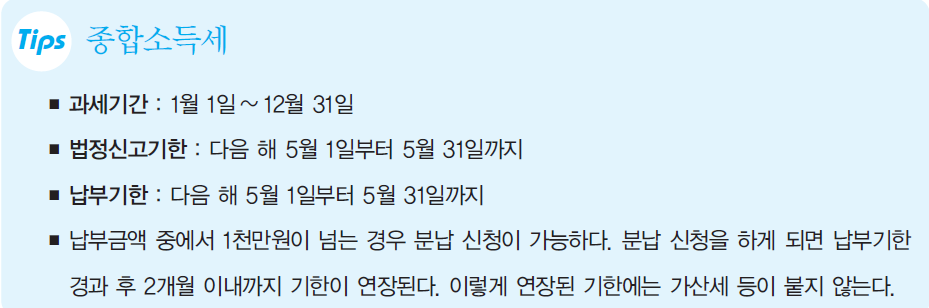 Tips 종합소득세
■ 과세기간 : 1월 1일~12월 31일
■ 법정신고기한 : 다음 해 5월 1일부터 5월 31일까지
■ 납부기한 : 다음 해 5월 1일부터 5월 31일까지
■ 납부금액 중에서 1천만원이 넘는 경우 분납 신청이 가능하다. 분납 신청을 하게 되면 납부기한
경과 후 2개월 이내까지 기한이 연장된다. 이렇게 연장된 기한에는 가산세 등이 붙지 않는다.